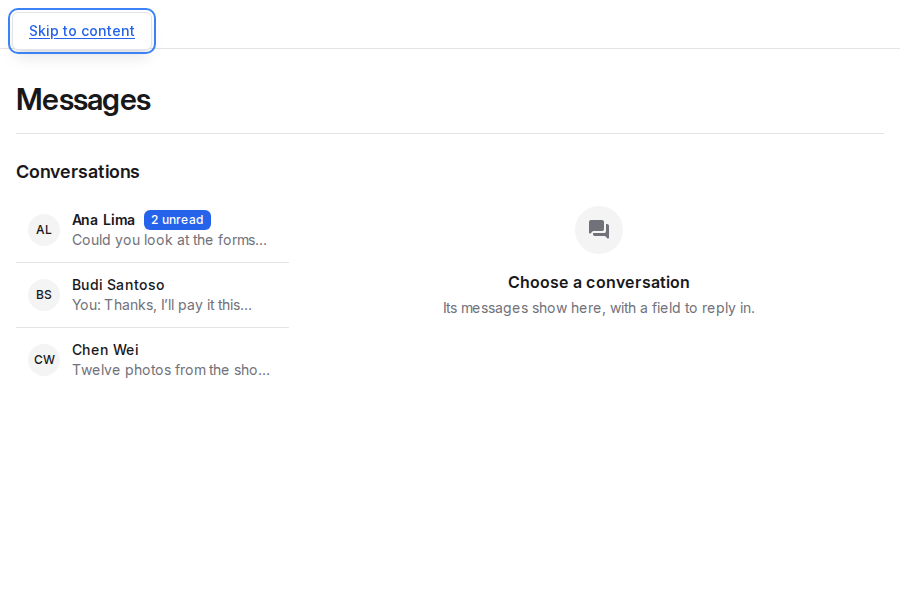 Skip to content
Messages
Conversations
AL
Ana Lima 2 unread
Could you look at the forms…
BS
Budi Santoso
You: Thanks, I’ll pay it this…
CW
Chen Wei
Twelve photos from the sho…
Choose a conversation
Its messages show here, with a field to reply in.